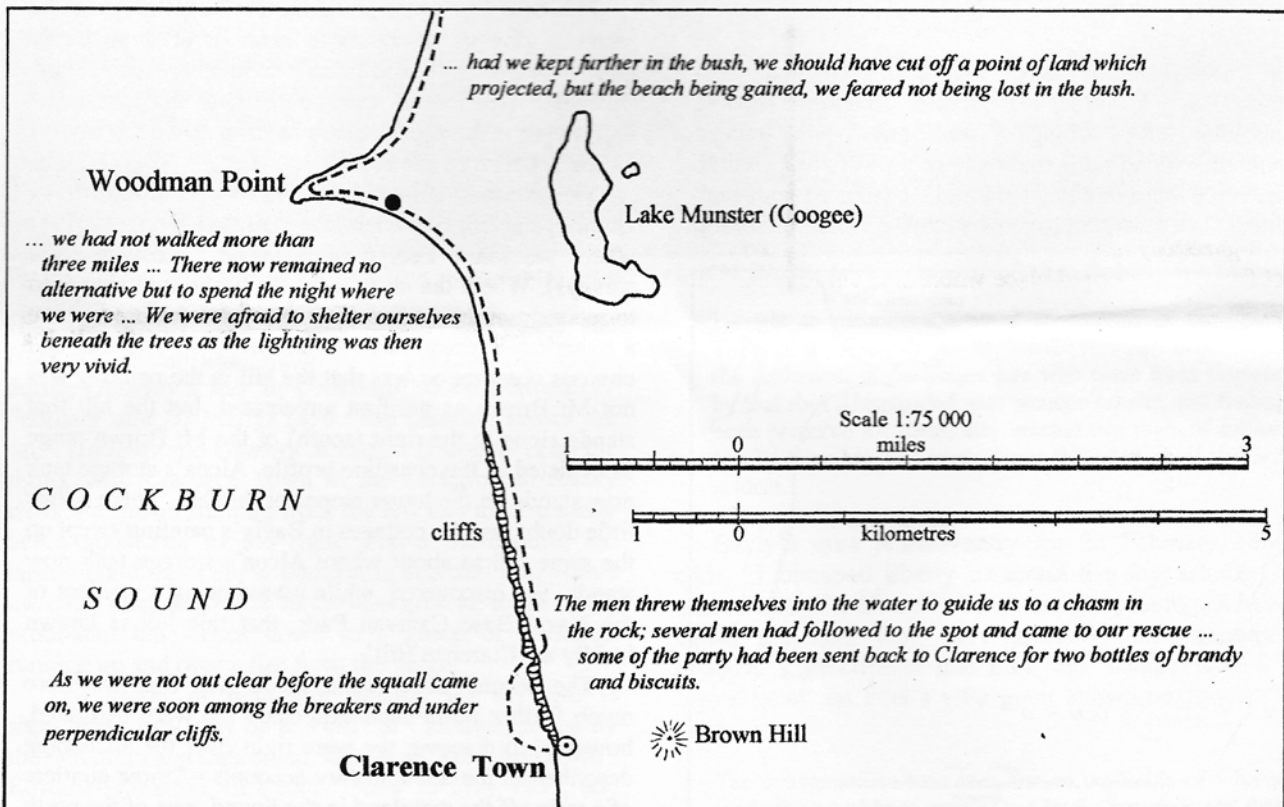 ... had we kept further in the bush, we should have cut off a point of land which
projected, but the beach being gained, we feared not being lost in the bush.
Woodman Point
Lake Munster (Coogee)
... we had not walked more than
three miles ... There now remained no
alternative but to spend the night where
we were ... We were afraid to shelter ourselves
beneath the trees as the lightning was then
very vivid.
Scale 1:75 000
miles
1 0 3
1 0 5
kilometres
COCKBURN
SOUND
cliffs
The men threw themselves into the water to guide us to a chasm in
the rock; several men had followed to the spot and came to our rescue ...
some of the party had been sent back to Clarence for two bottles of brandy
and biscuits.
As we were not out clear before the squall came
on, we were soon among the breakers and under
perpendicular cliffs.
Brown Hill
Clarence Town